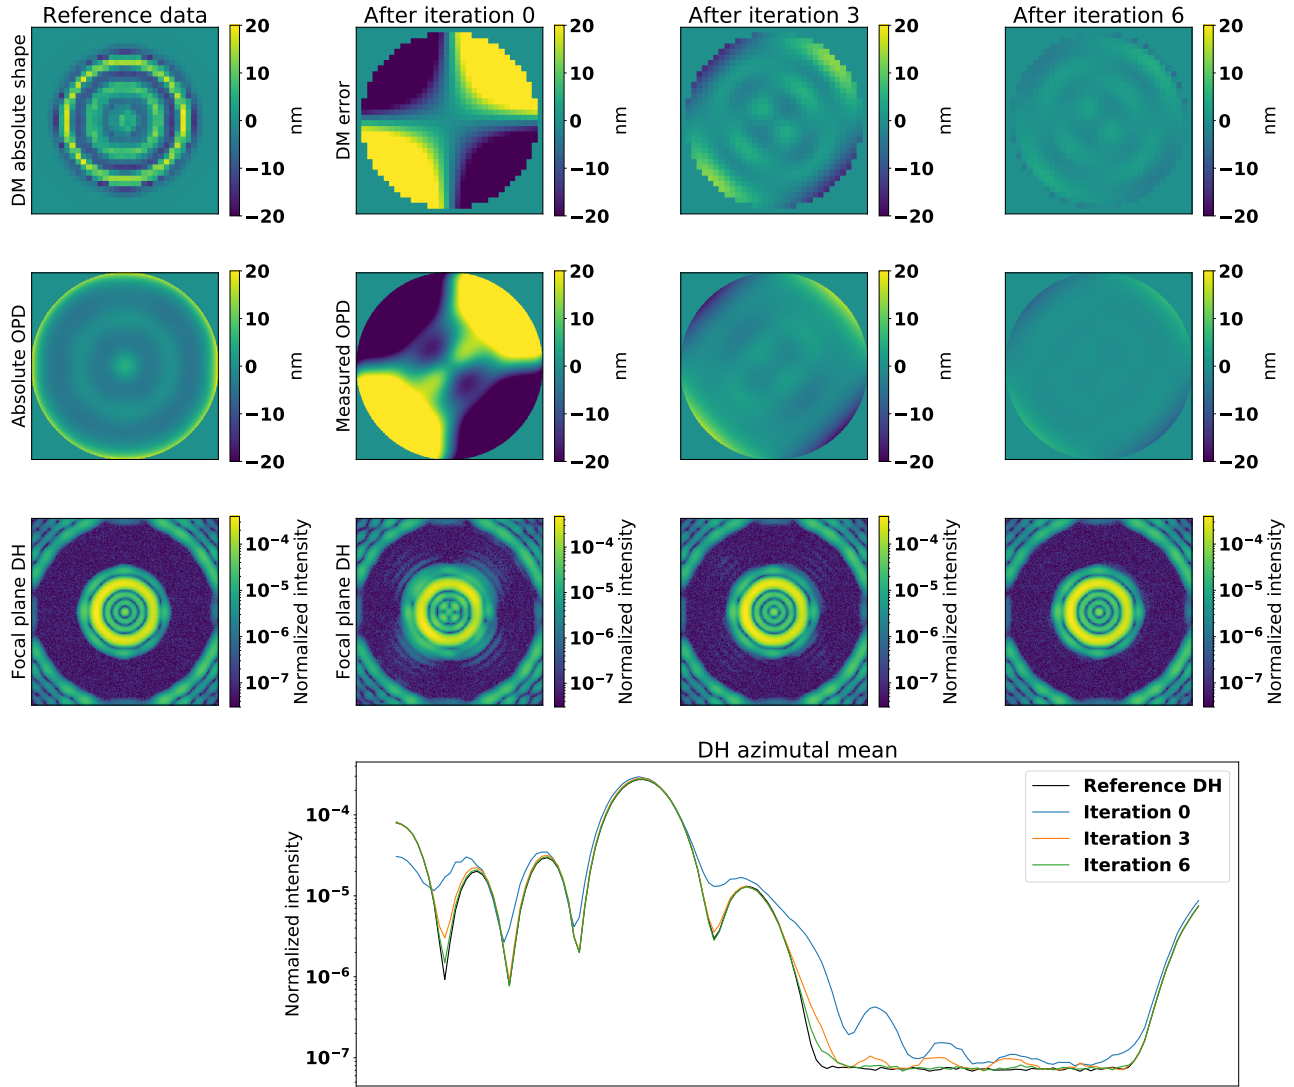 Reference data
After iteration 0
After iteration 3
After iteration 6
DM absolute shape
20
10
0
−10
−20
nm
DM error
20
10
0
−10
−20
nm
20
10
0
−10
−20
nm
20
10
0
−10
−20
nm
Absolute OPD
20
10
0
−10
−20
nm
Measured OPD
20
10
0
−10
−20
nm
20
10
0
−10
−20
nm
20
10
0
−10
−20
nm
Focal plane DH
10⁻⁴
10⁻⁵
10⁻⁶
10⁻⁷
Normalized intensity
Focal plane DH
10⁻⁴
10⁻⁵
10⁻⁶
10⁻⁷
Normalized intensity
10⁻⁴
10⁻⁵
10⁻⁶
10⁻⁷
Normalized intensity
10⁻⁴
10⁻⁵
10⁻⁶
10⁻⁷
Normalized intensity
DH azimutal mean
Normalized intensity
10⁻⁴
10⁻⁵
10⁻⁶
10⁻⁷
Reference DH
Iteration 0
Iteration 3
Iteration 6